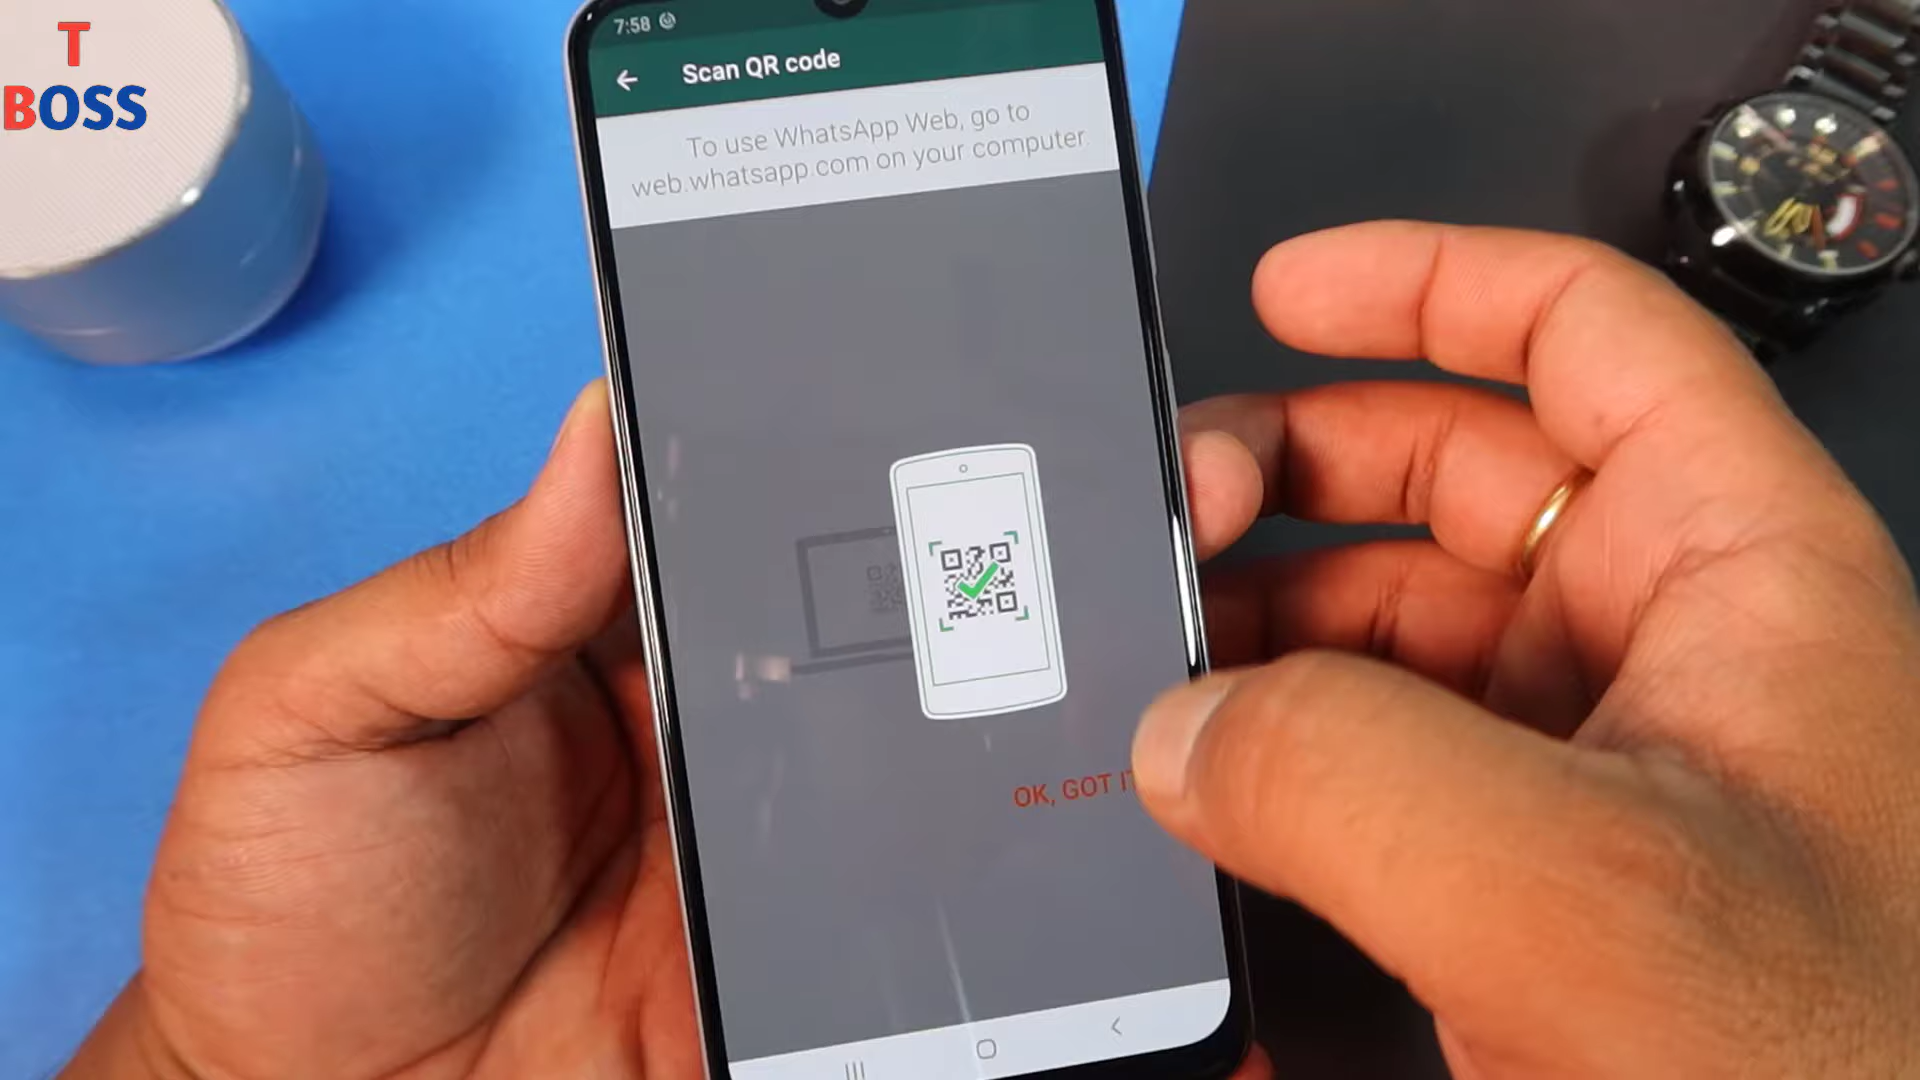 T
BOSS
7:58
Scan QR code
To use WhatsApp Web, go to
web.whatsapp.com on your computer
OK, GOT IT